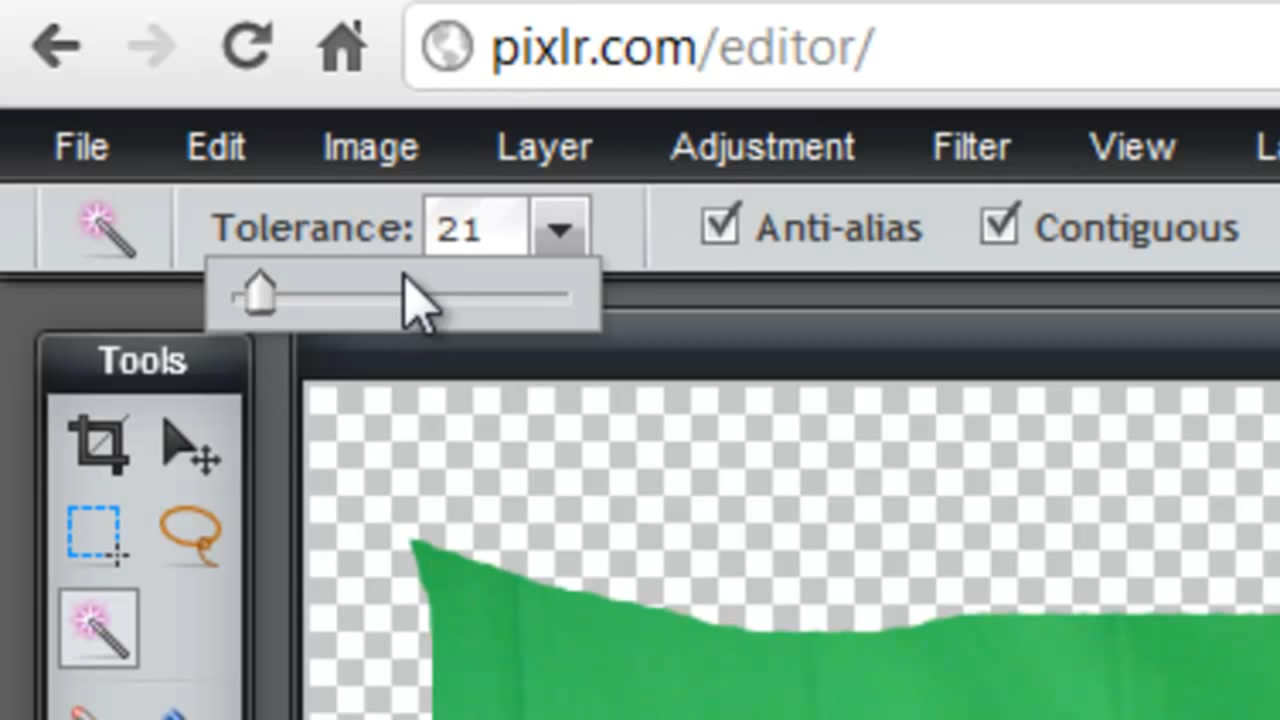 pixlr.com/editor/
File Edit Image Layer Adjustment Filter View
Tolerance: 21 Anti-alias Contiguous
Tools